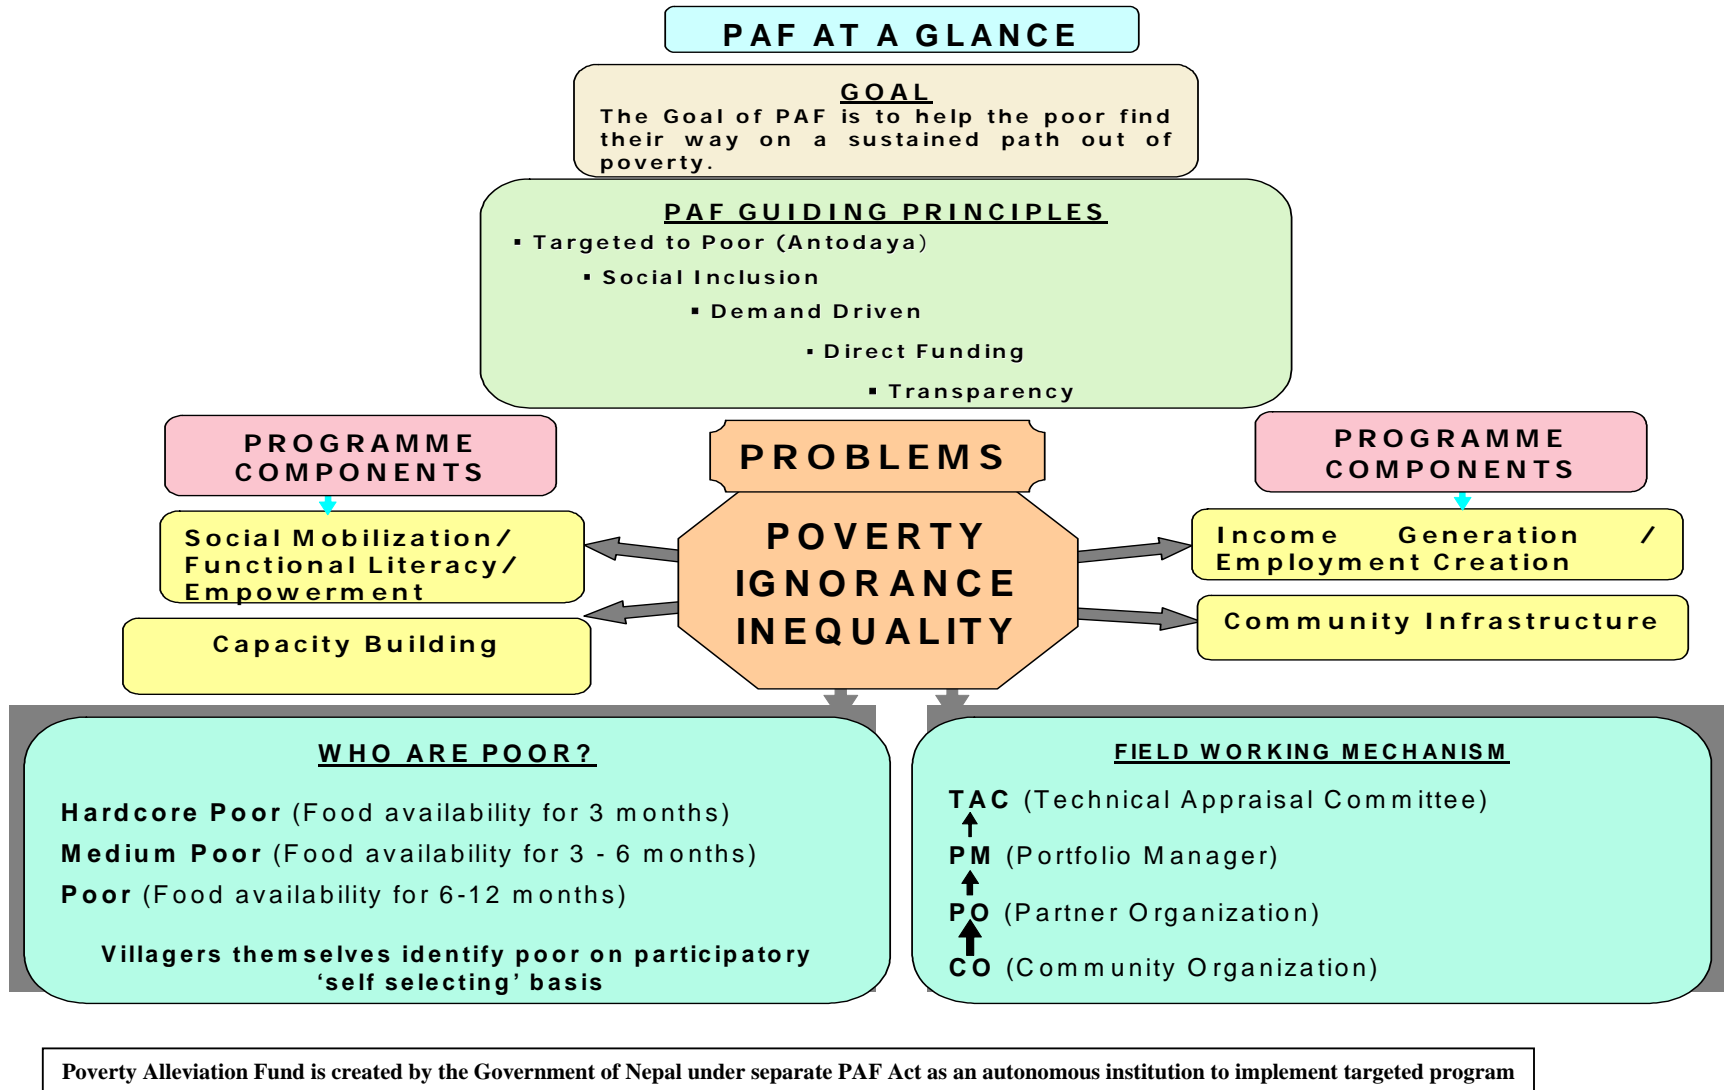 PAF AT A GLANCE
GOAL
The Goal of PAF is to help the poor find
their way on a sustained path out of
poverty.
PAF GUIDING PRINCIPLES
▪ Targeted to Poor (Antodaya)
▪ Social Inclusion
▪ Demand Driven
▪ Direct Funding
▪ Transparency
PROGRAMME
COMPONENTS
Social Mobilization/
Functional Literacy/
Empowerment
Capacity Building
PROBLEMS
POVERTY
IGNORANCE
INEQUALITY
PROGRAMME
COMPONENTS
Income Generation /
Employment Creation
Community Infrastructure
WHO ARE POOR?
Hardcore Poor (Food availability for 3 months)
Medium Poor (Food availability for 3 - 6 months)
Poor (Food availability for 6-12 months)
Villagers themselves identify poor on participatory
‘self selecting’ basis
FIELD WORKING MECHANISM
TAC (Technical Appraisal Committee)
PM (Portfolio Manager)
PO (Partner Organization)
CO (Community Organization)
Poverty Alleviation Fund is created by the Government of Nepal under separate PAF Act as an autonomous institution to implement targeted program